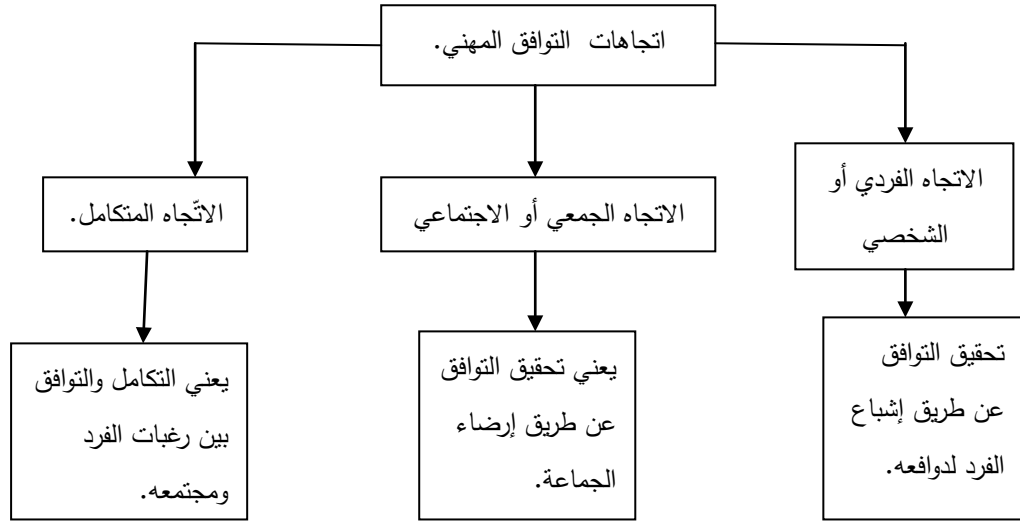 اتجاهات التوافق المهني.
الاتجاه الفردي أو
الشخصي
الاتجاه الجمعي أو الاجتماعي
الاتّجاه المتكامل.
تحقيق التوافق
عن طريق إشباع
الفرد لدوافعه.
يعني تحقيق التوافق
عن طريق إرضاء
الجماعة.
يعني التكامل والتوافق
بين رغبات الفرد
ومجتمعه.